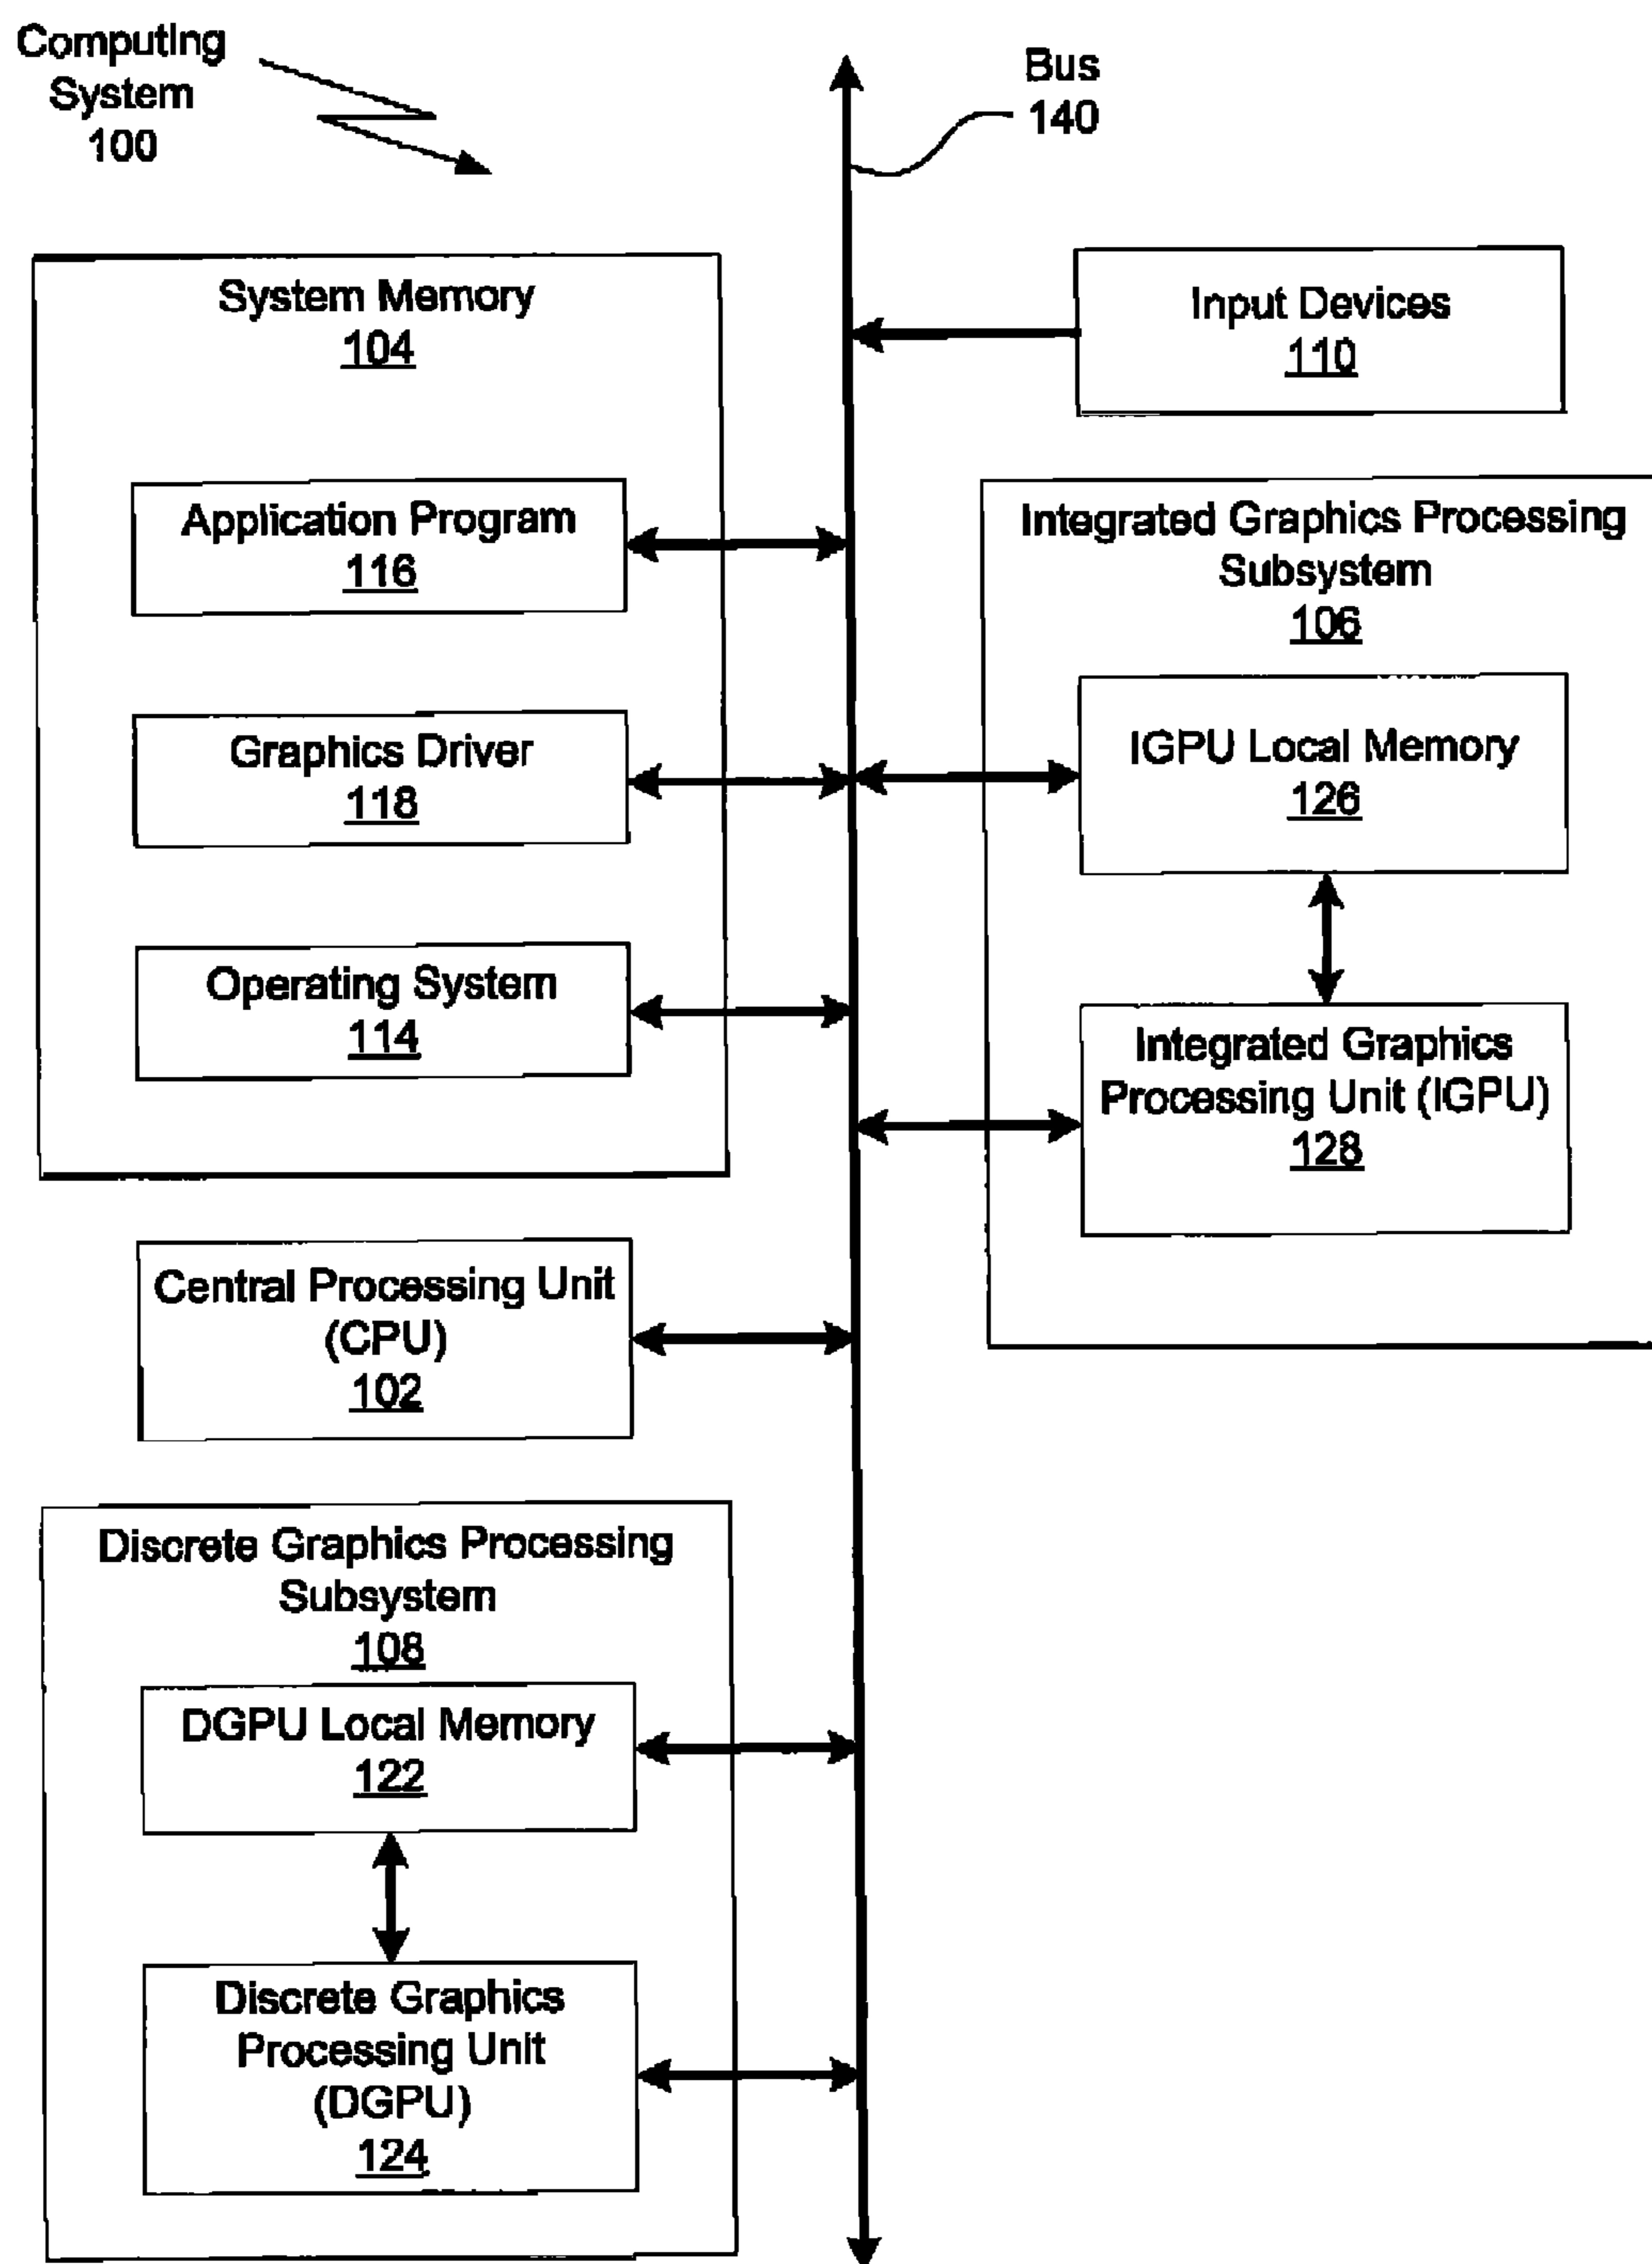 Computing
System
100
Bus
140
System Memory
104
Application Program
116
Graphics Driver
118
Operating System
114
Central Processing Unit
(CPU)
102
Discrete Graphics Processing
Subsystem
108
DGPU Local Memory
122
Discrete Graphics
Processing Unit
(DGPU)
124
Input Devices
110
Integrated Graphics Processing
Subsystem
106
IGPU Local Memory
126
Integrated Graphics
Processing Unit (IGPU)
128